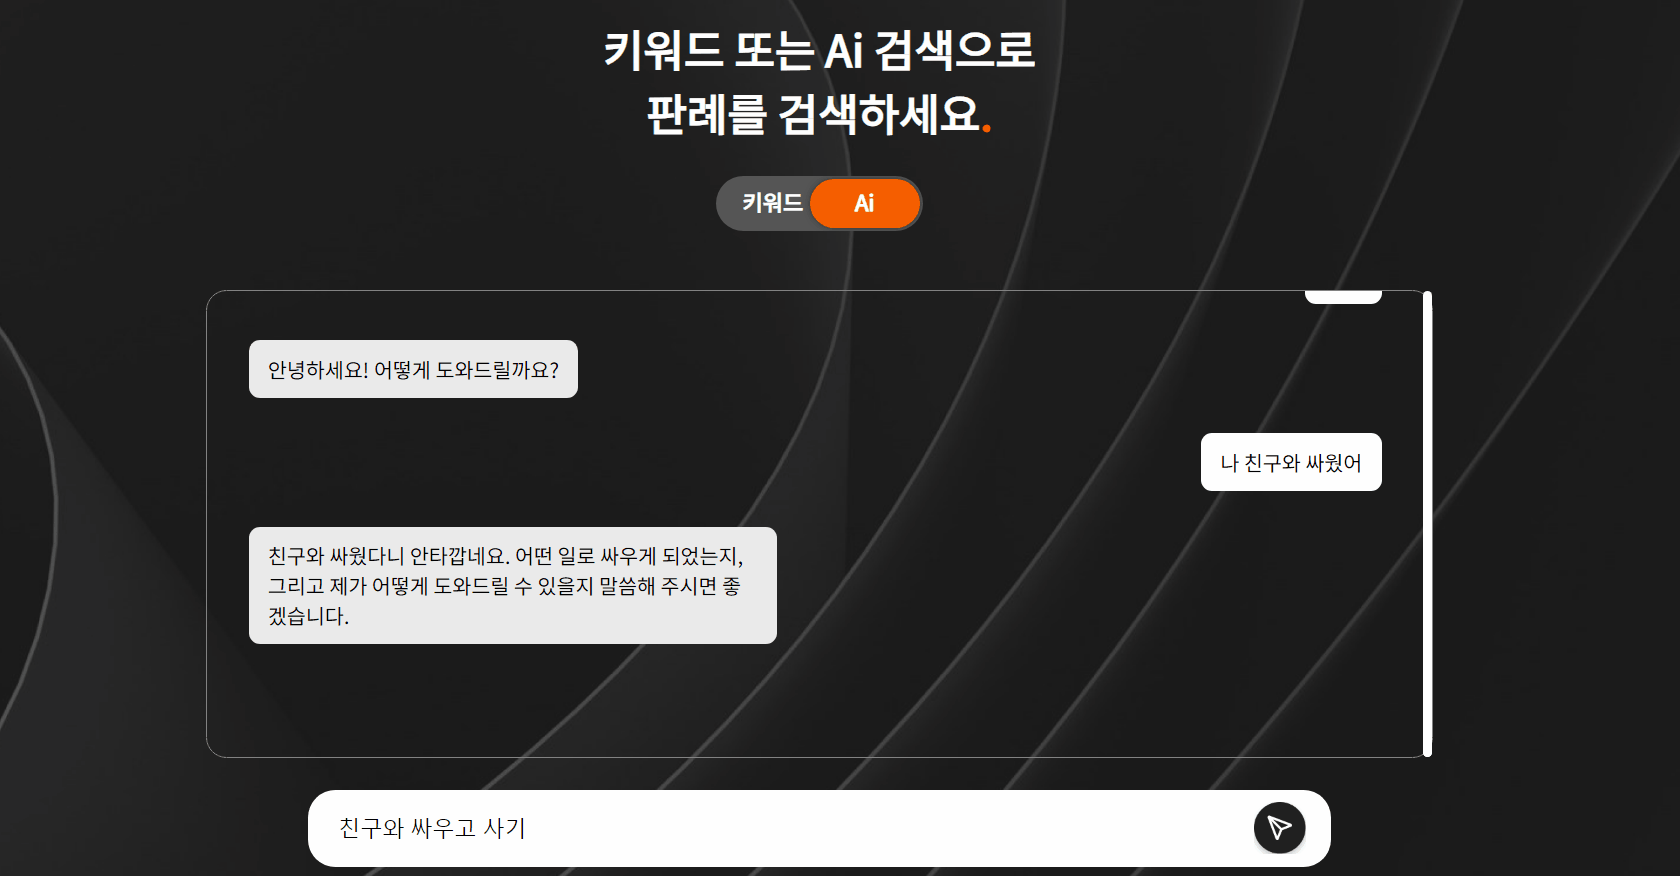 키워드 또는 Ai 검색으로
판례를 검색하세요.
키워드 Ai
안녕하세요! 어떻게 도와드릴까요?
나 친구와 싸웠어
친구와 싸웠다니 안타깝네요. 어떤 일로 싸우게 되었는지,
그리고 제가 어떻게 도와드릴 수 있을지 말씀해 주시면 좋
겠습니다.
친구와 싸우고 사기